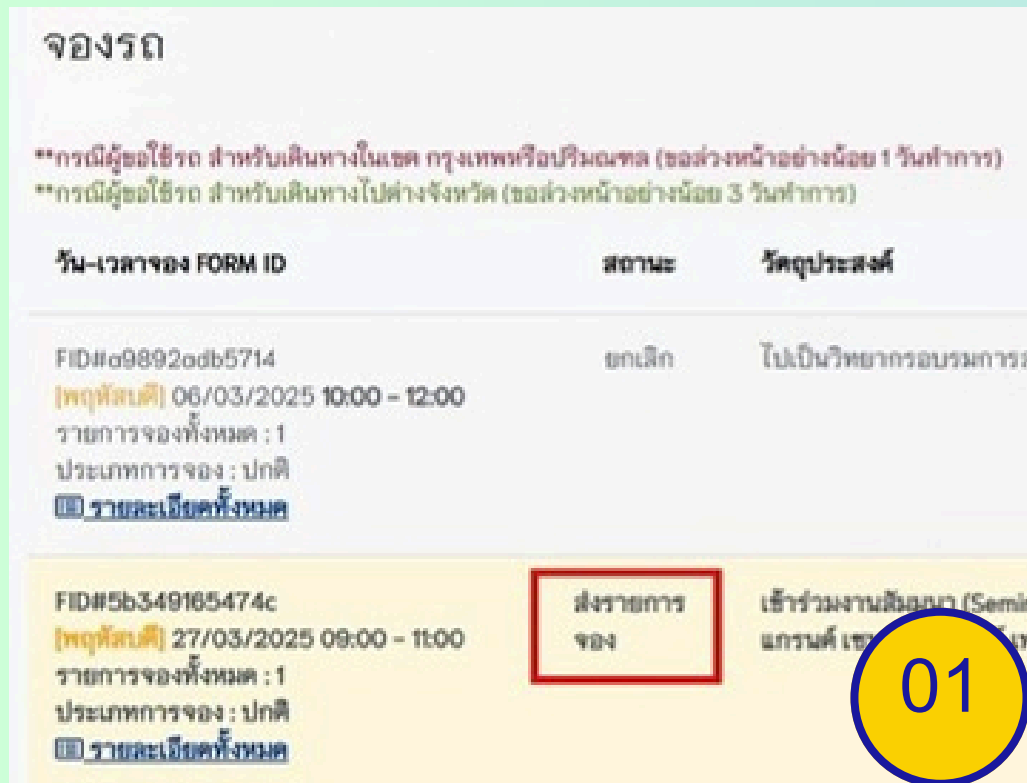 จองรถ
**กรณีผู้ขอใช้รถ สำหรับเดินทางในเขต กรุงเทพหรือปริมณฑล (ขอล่วงหน้าอย่างน้อย 1 วันทำการ)
**กรณีผู้ขอใช้รถ สำหรับเดินทางไปต่างจังหวัด (ขอล่วงหน้าอย่างน้อย 3 วันทำการ)
วัน-เวลาจอง FORM ID สถานะ วัตถุประสงค์
FID#a9892adb5714 ยกเลิก ไปเป็นวิทยากรอบรมการ
[พฤหัสบดี] 06/03/2025 10:00 - 12:00
รายการจองทั้งหมด : 1
ประเภทการจอง : ปกติ
รายละเอียดทั้งหมด
FID#5b349165474c ส่งรายการ เข้าร่วมงานสัมมนา (Semin
[พฤหัสบดี] 27/03/2025 09:00 - 11:00 จอง แกรนด์
รายการจองทั้งหมด : 1
ประเภทการจอง : ปกติ
รายละเอียดทั้งหมด
01